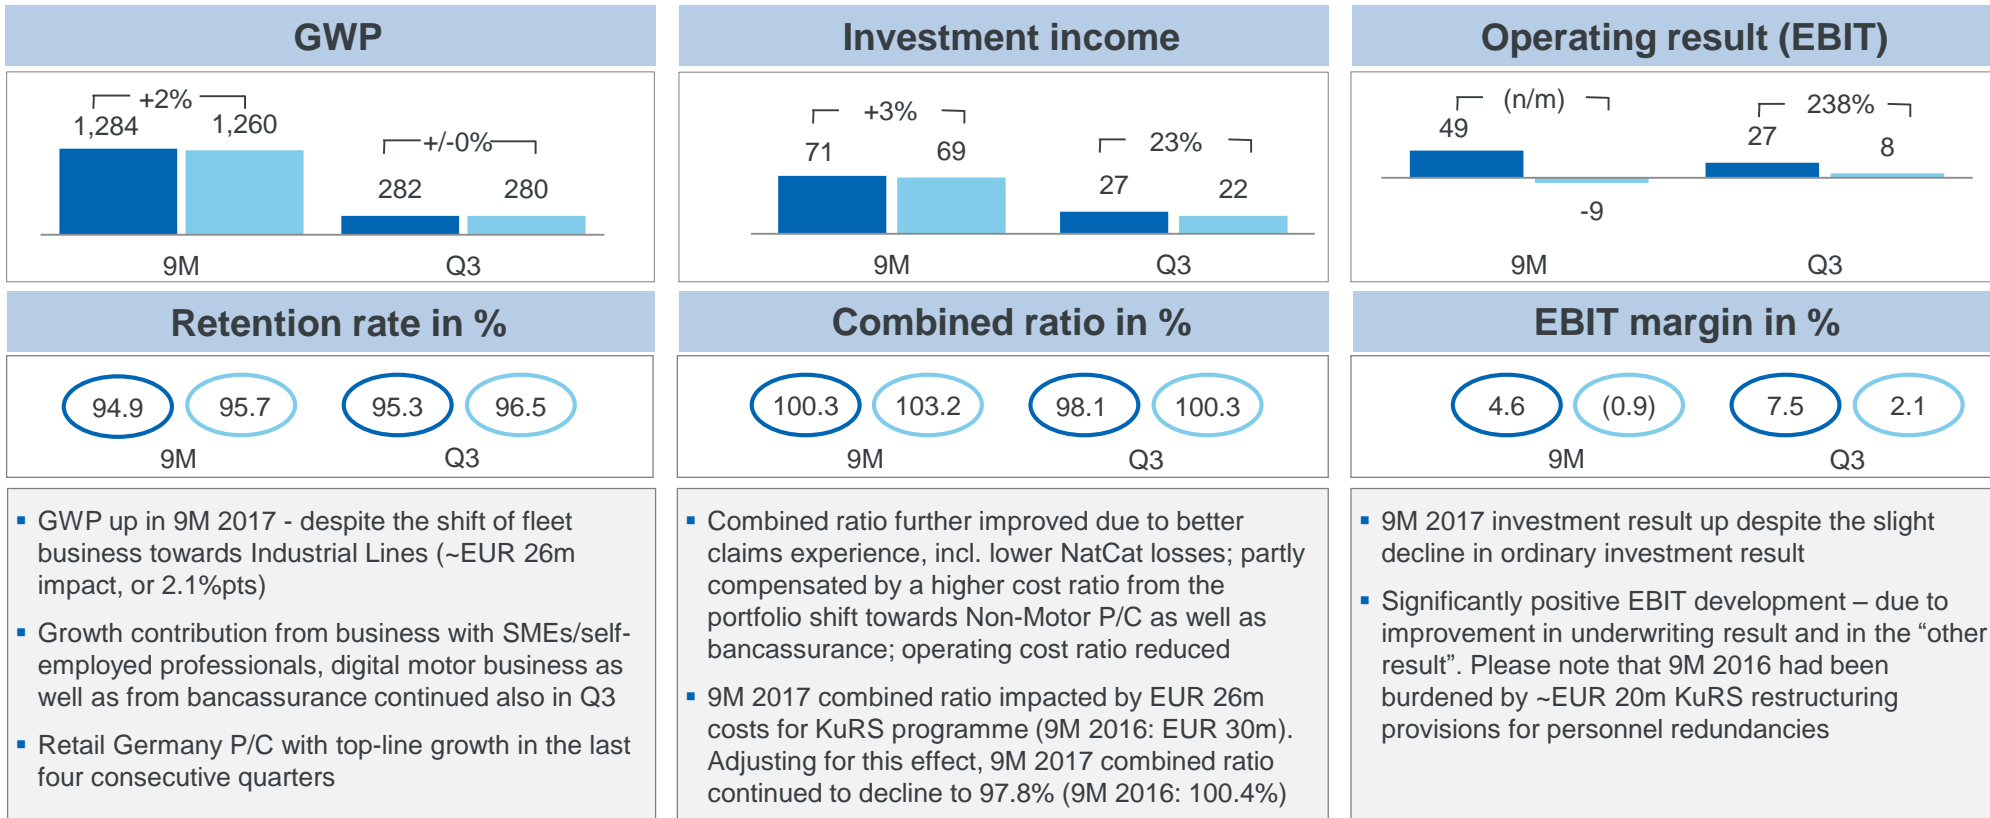 GWP
+2%
1,284
1,260
+/-0%
282
280
9M
Q3
Investment income
+3%
71
69
23%
27
22
9M
Q3
Operating result (EBIT)
(n/m)
49
-9
238%
27
8
9M
Q3
Retention rate in %
94.9
95.7
95.3
96.5
9M
Q3
Combined ratio in %
100.3
103.2
98.1
100.3
9M
Q3
EBIT margin in %
4.6
(0.9)
7.5
2.1
9M
Q3
▪ GWP up in 9M 2017 - despite the shift of fleet
business towards Industrial Lines (~EUR 26m
impact, or 2.1%pts)
▪ Growth contribution from business with SMEs/self-
employed professionals, digital motor business as
well as from bancassurance continued also in Q3
▪ Retail Germany P/C with top-line growth in the last
four consecutive quarters
▪ Combined ratio further improved due to better
claims experience, incl. lower NatCat losses; partly
compensated by a higher cost ratio from the
portfolio shift towards Non-Motor P/C as well as
bancassurance; operating cost ratio reduced
▪ 9M 2017 combined ratio impacted by EUR 26m
costs for KuRS programme (9M 2016: EUR 30m).
Adjusting for this effect, 9M 2017 combined ratio
continued to decline to 97.8% (9M 2016: 100.4%)
▪ 9M 2017 investment result up despite the slight
decline in ordinary investment result
▪ Significantly positive EBIT development – due to
improvement in underwriting result and in the “other
result”. Please note that 9M 2016 had been
burdened by ~EUR 20m KuRS restructuring
provisions for personnel redundancies